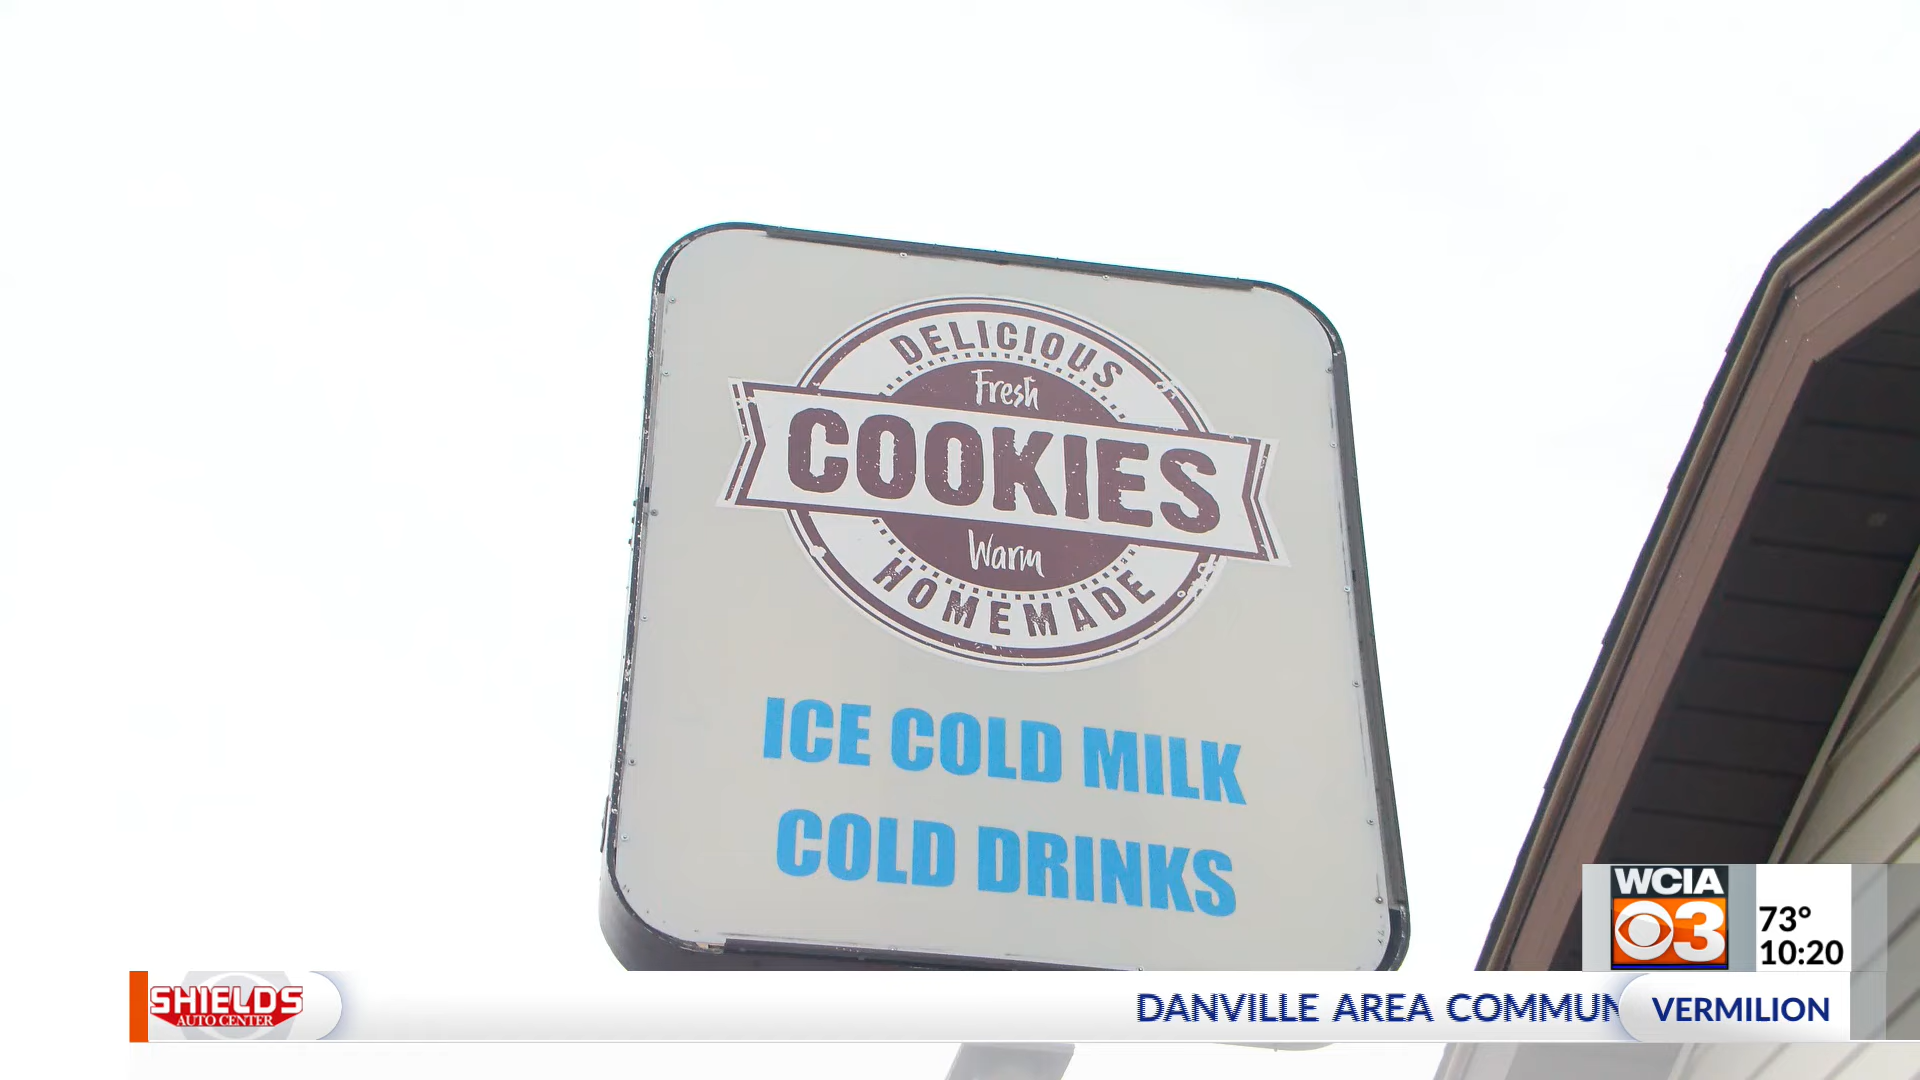 DELICIOUS
Fresh
COOKIES
Warm
HOMEMADE
ICE COLD MILK
COLD DRINKS
WCIA
3
73°
10:20
SHIELDS
AUTO CENTER
DANVILLE AREA COMMUN
VERMILION